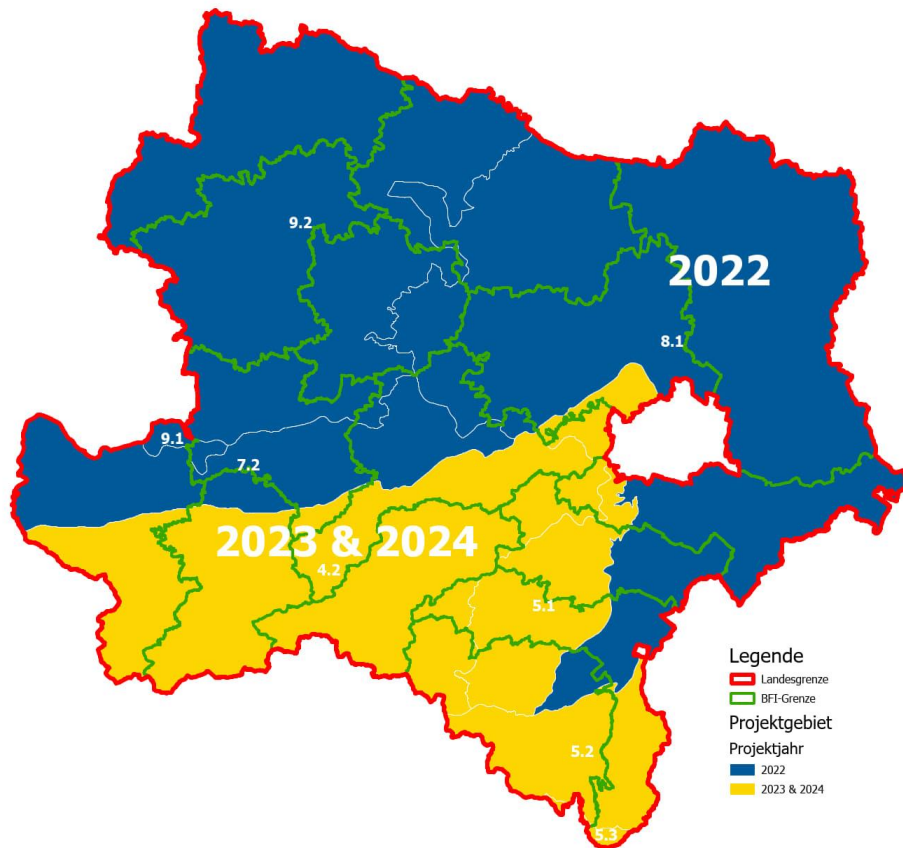 9.2
2022
8.1
9.1
7.2
2023 & 2024
4.2
5.1
5.2
5.3
Legende
Landesgrenze
BFI-Grenze
Projektgebiet
Projektjahr
2022
2023 & 2024